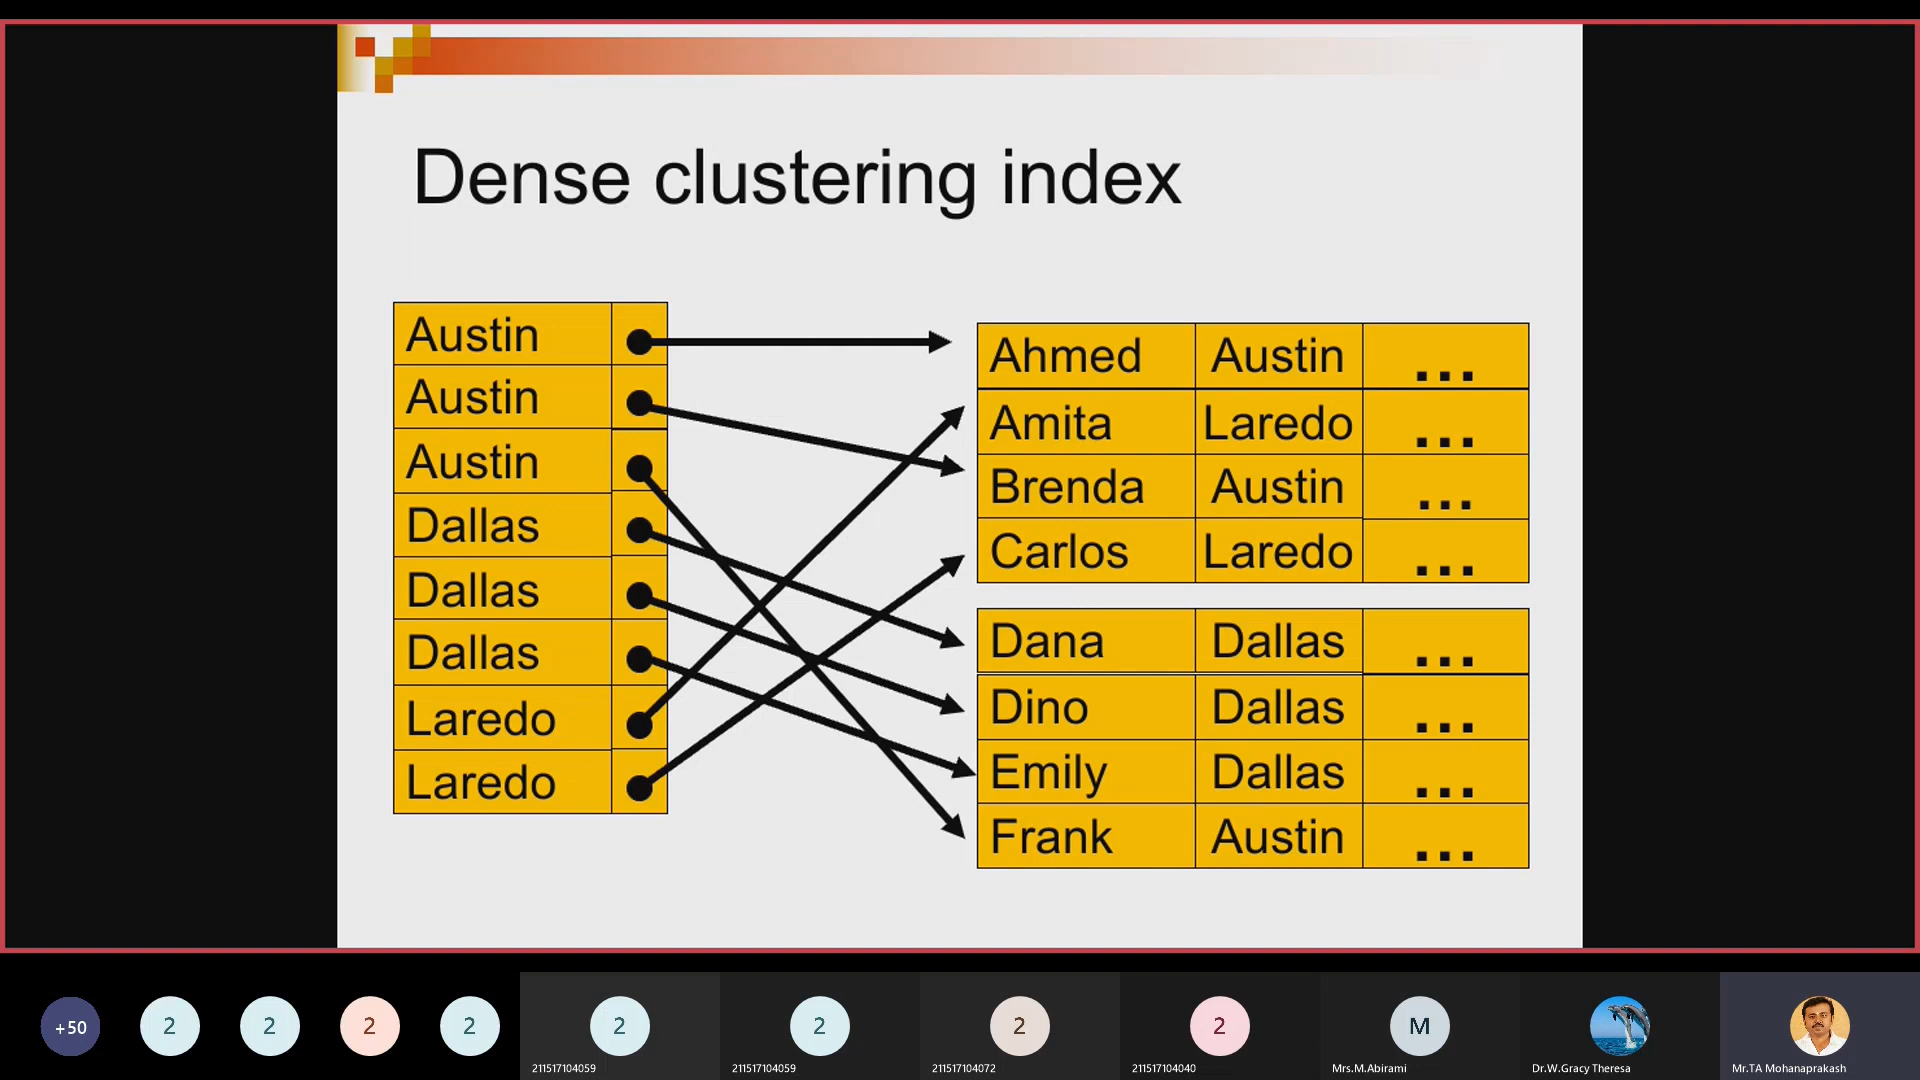 Dense clustering index
Austin
Austin
Austin
Dallas
Dallas
Dallas
Laredo
Laredo
Ahmed Austin ...
Amita Laredo ...
Brenda Austin ...
Carlos Laredo ...
Dana Dallas ...
Dino Dallas ...
Emily Dallas ...
Frank Austin ...
+50 2 2 2 2 2 2 2 2 M
211517104059 211517104059 211517104072 211517104040 Mrs.M.Abirami Dr.W.Gracy Theresa Mr.TA Mohanaprakash